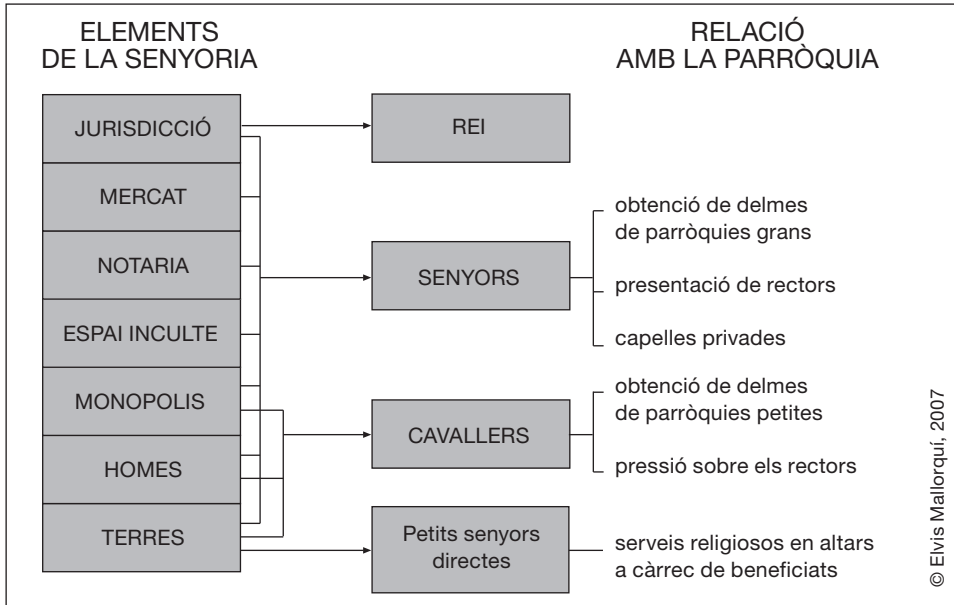 ELEMENTS
DE LA SENYORIA
RELACIÓ
AMB LA PARRÒQUIA
JURISDICCIÓ
MERCAT
NOTARIA
ESPAI INCULTE
MONOPOLIS
HOMES
TERRES
REI
SENYORS
CAVALLERS
Petits senyors
directes
obtenció de delmes
de parròquies grans
presentació de rectors
capelles privades
obtenció de delmes
de parròquies petites
pressió sobre els rectors
serveis religiosos en altars
a càrrec de beneficiats
© Elvis Mallorquí, 2007